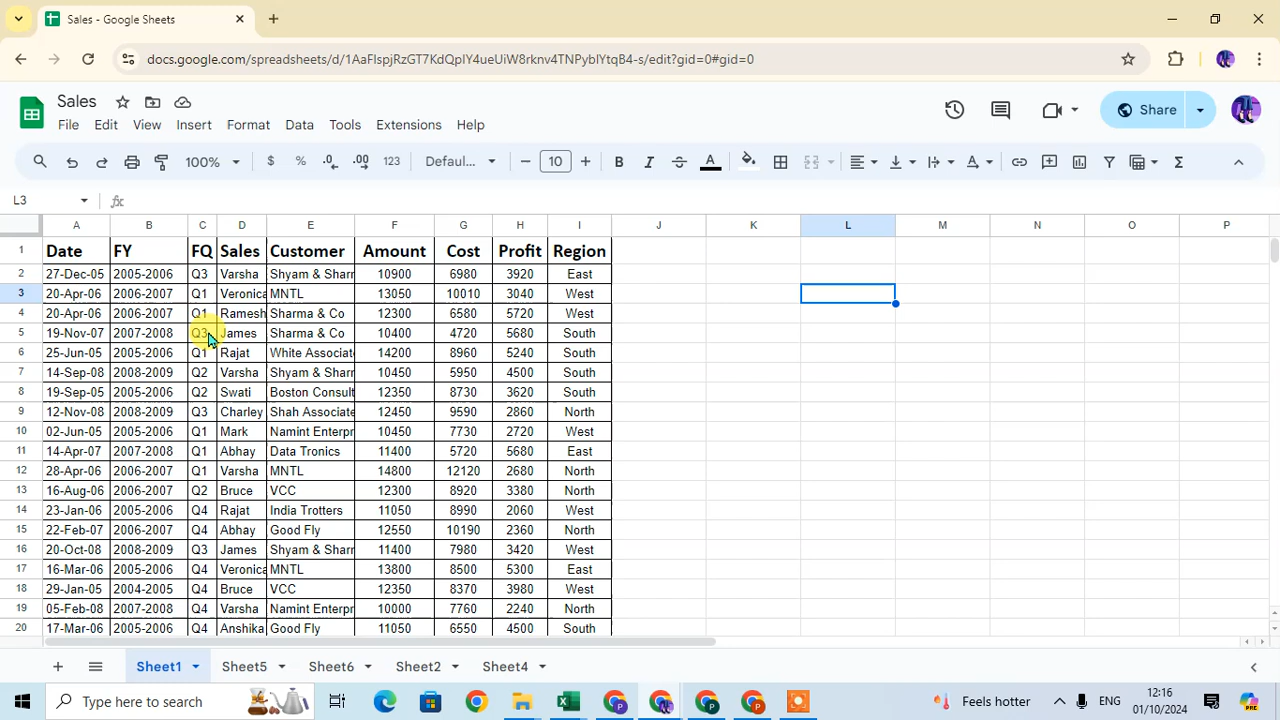 Sales - Google Sheets
docs.google.com/spreadsheets/d/1AaFlspjRzGT7KdQpIY4ueUiW8rknv4TNPyblYtqB4-s/edit?gid=0#gid=0
Sales
Share
File Edit View Insert Format Data Tools Extensions Help
100% $ % .0 .00 123 Defaul... 10 B I A A Σ
L3 fx
A B C D E F G H I J K L M N O P
1 Date FY FQ Sales Customer Amount Cost Profit Region
2 27-Dec-05 2005-2006 Q3 Varsha Shyam & Sharr 10900 6980 3920 East
3 20-Apr-06 2006-2007 Q1 Veronica MNTL 13050 10010 3040 West
4 20-Apr-06 2006-2007 Q1 Ramesh Sharma & Co 12300 6580 5720 West
5 19-Nov-07 2007-2008 Q3 James Sharma & Co 10400 4720 5680 South
6 25-Jun-05 2005-2006 Q1 Rajat White Associat 14200 8960 5240 South
7 14-Sep-08 2008-2009 Q2 Varsha Shyam & Sharr 10450 5950 4500 South
8 19-Sep-05 2005-2006 Q2 Swati Boston Consult 12350 8730 3620 South
9 12-Nov-08 2008-2009 Q3 Charley Shah Associate 12450 9590 2860 North
10 02-Jun-05 2005-2006 Q1 Mark Namint Enterpr 10450 7730 2720 West
11 14-Apr-07 2007-2008 Q1 Abhay Data Tronics 11400 5720 5680 East
12 28-Apr-06 2006-2007 Q1 Varsha MNTL 14800 12120 2680 North
13 16-Aug-06 2006-2007 Q2 Bruce VCC 12300 8920 3380 North
14 23-Jan-06 2005-2006 Q4 Rajat India Trotters 11050 8990 2060 West
15 22-Feb-07 2006-2007 Q4 Abhay Good Fly 12550 10190 2360 North
16 20-Oct-08 2008-2009 Q3 James Shyam & Sharr 11400 7980 3420 West
17 16-Mar-06 2005-2006 Q4 Veronica MNTL 13800 8500 5300 East
18 29-Jan-05 2004-2005 Q4 Bruce VCC 12350 8370 3980 West
19 05-Feb-08 2007-2008 Q4 Varsha Namint Enterpr 10000 7760 2240 North
20 17-Mar-06 2005-2006 Q4 Anshika Good Fly 11050 6550 4500 South
Sheet1 Sheet5 Sheet6 Sheet2 Sheet4
Type here to search Feels hotter ENG 12:16
01/10/2024